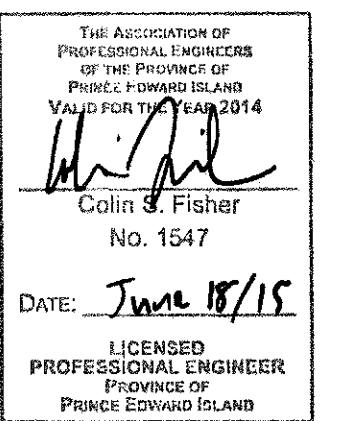 THE ASSOCIATION OF
PROFESSIONAL ENGINEERS
OF THE PROVINCE OF
PRINCE EDWARD ISLAND
VALID FOR THE YEAR 2014
Colin S. Fisher
No. 1547
DATE: June 18/15
LICENSED
PROFESSIONAL ENGINEER
PROVINCE OF
PRINCE EDWARD ISLAND